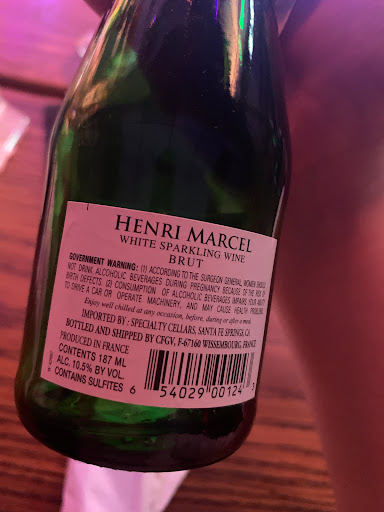 HENRI MARCEL
WHITE SPARKLING WINE
BRUT
GOVERNMENT WARNING: (1) ACCORDING TO THE SURGEON GENERAL, WOMEN SHOULD
NOT DRINK ALCOHOLIC BEVERAGES DURING PREGNANCY BECAUSE OF THE RISK OF
BIRTH DEFECTS. (2) CONSUMPTION OF ALCOHOLIC BEVERAGES IMPAIRS YOUR ABILITY
TO DRIVE A CAR OR OPERATE MACHINERY, AND MAY CAUSE HEALTH PROBLEMS.
Enjoy well chilled at any occasion, before, during or after a meal.
IMPORTED BY: SPECIALTY CELLARS, SANTA FE SPRINGS, CA
BOTTLED AND SHIPPED BY CFGV, F-67160 WISSEMBOURG, FRANCE
PRODUCED IN FRANCE
CONTENTS 187 ML
ALC. 10.5% BY VOL.
CONTAINS SULFITES
6 54029 00124 3